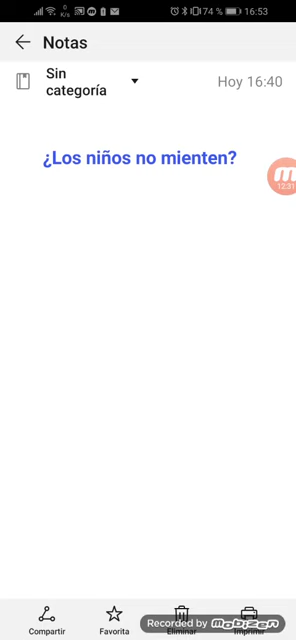 0
K/s
74 %
16:53
Notas
Sin
categoría
Hoy 16:40
¿Los niños no mienten?
12:31
Compartir
Favorita
Eliminar
Imprimir
Recorded by mobizen